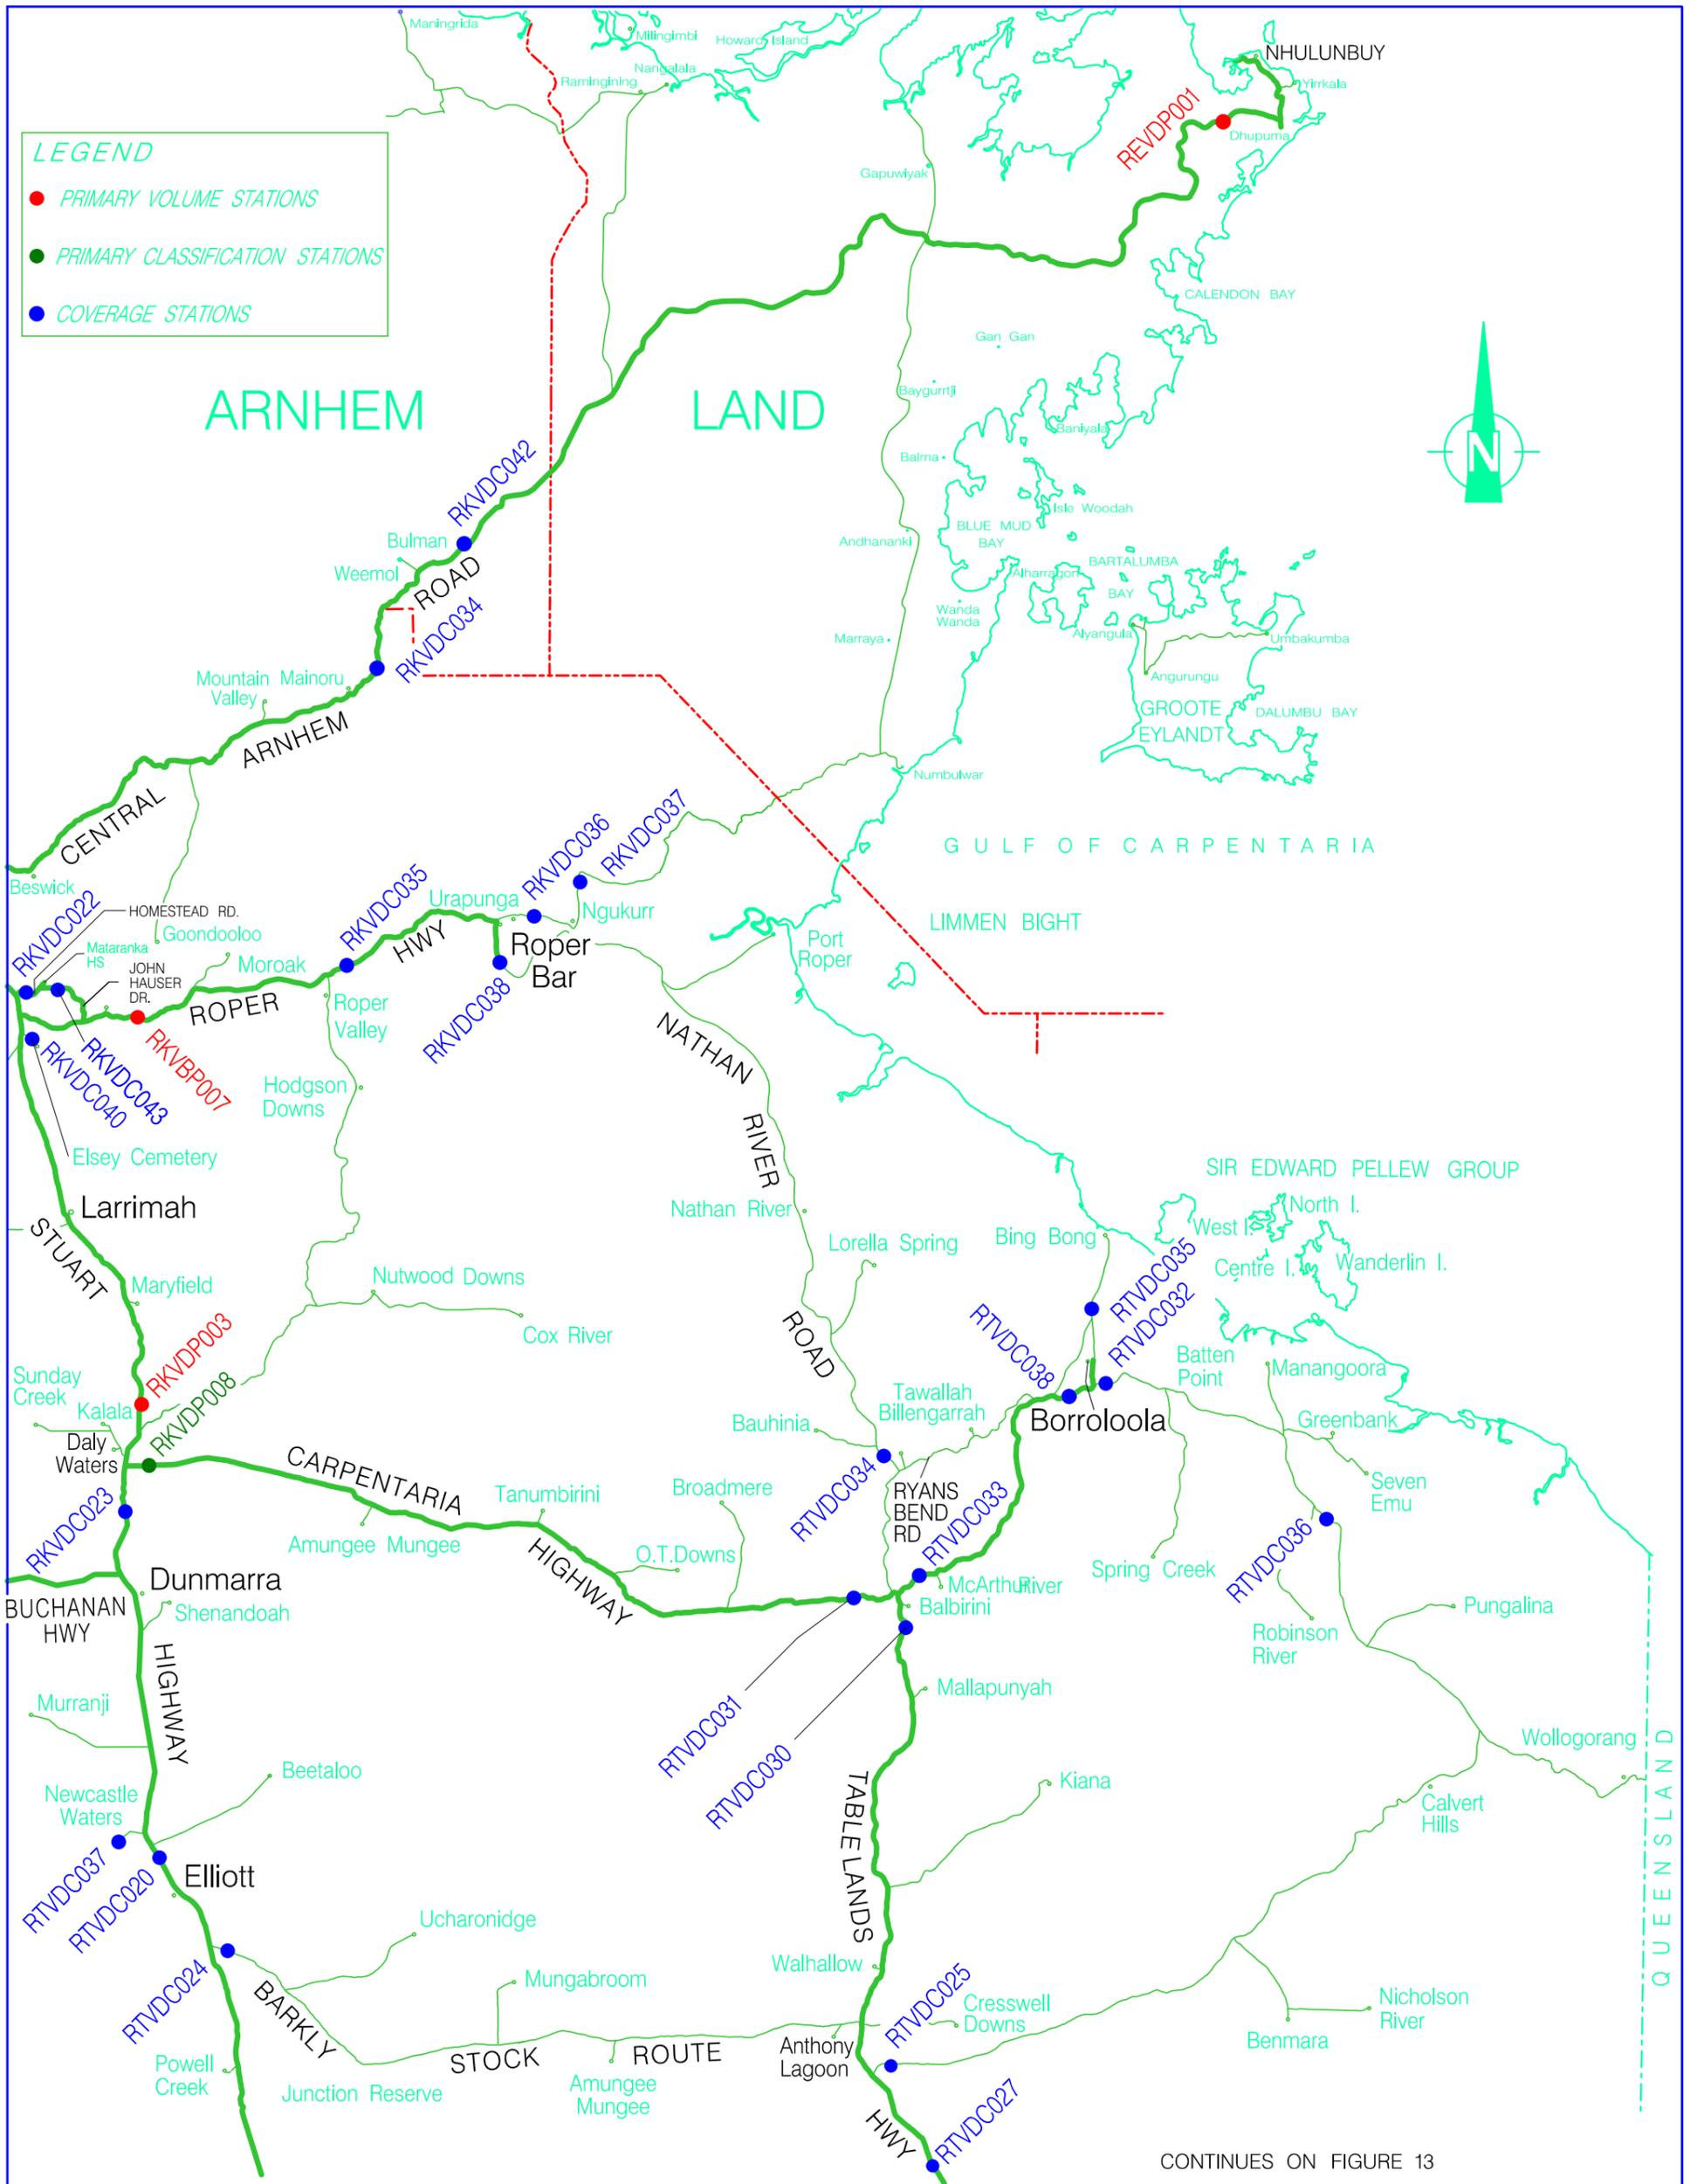 Maningrida
Milingimbi
Howard Island
NHULUNBUY
Nangalala
Ramingining
Yirrkala
REVDP001
Dhupuma
LEGEND
PRIMARY VOLUME STATIONS
PRIMARY CLASSIFICATION STATIONS
COVERAGE STATIONS
Gapuwiyak
CALENDON BAY
Gan Gan
Baygurrtji
ARNHEM
LAND
Baniyala
Balma
RKVDC042
Isle Woodah
BLUE MUD
BAY
Bulman
Andhananki
Weemol
ROAD
Alharragon
BARTALUMBA
BAY
RKVDC034
Wanda
Wanda
Marraya
Alyangula
Umbakumba
Mountain
Valley
Mainoru
Angurungu
GROOTE
EYLANDT
DALUMBU BAY
ARNHEM
CENTRAL
Numbulwar
GULF OF CARPENTARIA
Beswick
RKVDC022
HOMESTEAD RD.
Mataranka
HS
Goondooloo
JOHN
HAUSER
DR.
Moroak
RKVDC035
HWY
Urapunga
RKVDC036
RKVDC037
Ngukurr
Roper
Bar
LIMMEN BIGHT
Port
Roper
ROPER
Roper
Valley
RKVDC038
RKVBP007
RKVDC043
RKVDC040
NATHAN
Hodgson
Downs
RIVER
Elsey Cemetery
SIR EDWARD PELLEW GROUP
Larrimah
Nathan River
North I.
West I.
STUART
Lorella Spring
Bing Bong
Centre I.
Wanderlin I.
Maryfield
Nutwood Downs
RTVDC035
RTVDC032
Cox River
ROAD
RTVDC038
RKVDP003
RKVDP008
Sunday
Creek
Kalala
Daly
Waters
Batten
Point
Manangoora
Tawallah
Billengarrah
Bauhinia
Borroloola
Greenbank
CARPENTARIA
Seven
Emu
Tanumbirini
Broadmere
RTVDC034
RYANS
BEND
RD
RTVDC033
RKVDC023
Amungee Mungee
HIGHWAY
O.T.Downs
Spring Creek
RTVDC036
Dunmarra
McArthur River
Balbirini
BUCHANAN
HWY
Shenandoah
Pungalina
Robinson
River
HIGHWAY
Mallapunyah
RTVDC031
RTVDC030
Murranji
Wollogorang
QUEENSLAND
Beetaloo
Kiana
Newcastle
Waters
TABLE LANDS
Calvert
Hills
RTVDC037
RTVDC020
Elliott
Ucharonidge
RTVDC024
BARKLY
Mungabroom
Walhallow
RTVDC025
Cresswell
Downs
Nicholson
River
Benmara
STOCK
ROUTE
Anthony
Lagoon
Powell
Creek
Junction Reserve
Amungee
Mungee
HWY
RTVDC027
CONTINUES ON FIGURE 13
N